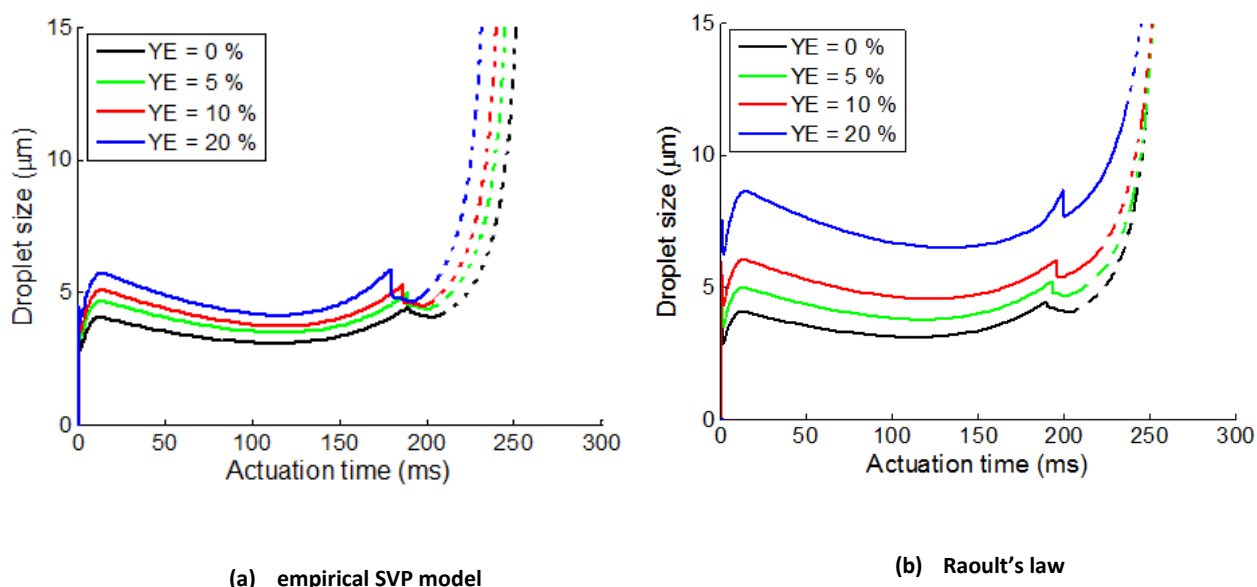 15
10
5
0
Droplet size (µm)
YE = 0 %
YE = 5 %
YE = 10 %
YE = 20 %
0 50 100 150 200 250 300
Actuation time (ms)
(a) empirical SVP model
15
10
5
0
Droplet size (µm)
YE = 0 %
YE = 5 %
YE = 10 %
YE = 20 %
0 50 100 150 200 250 300
Actuation time (ms)
(b) Raoult’s law